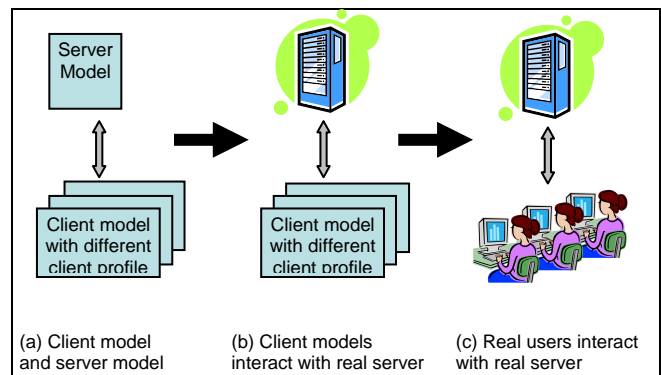 Server
Model
Client model
with different
client profile
Client model
with different
client profile
(a) Client model
and server model
(b) Client models
interact with real server
(c) Real users interact
with real server